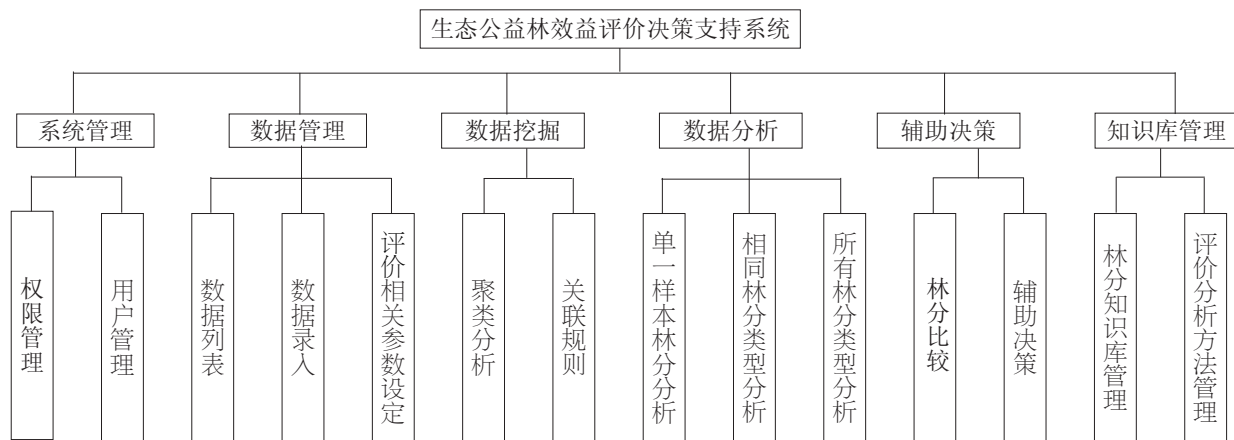 生态公益林效益评价决策支持系统
系统管理
数据管理
数据挖掘
数据分析
辅助决策
知识库管理
权限管理
用户管理
数据列表
数据录入
评价相关参数设定
聚类分析
关联规则
单一样本林分分析
相同林分类型分析
所有林分类型分析
林分比较
辅助决策
林分知识库管理
评价分析方法管理